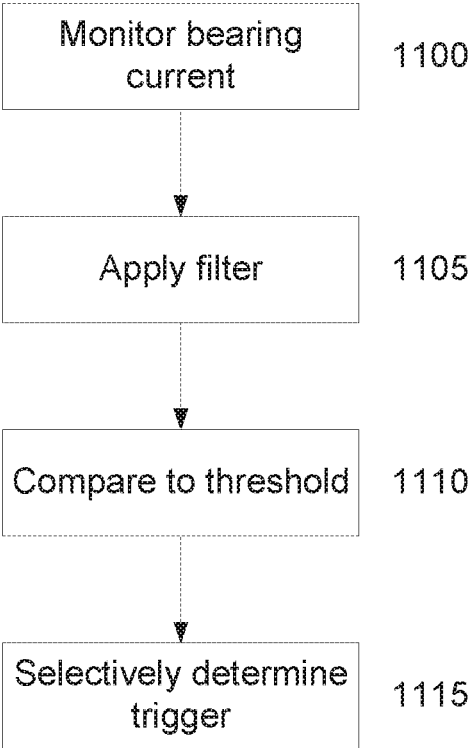 Monitor bearing
current
1100
Apply filter
1105
Compare to threshold
1110
Selectively determine
trigger
1115